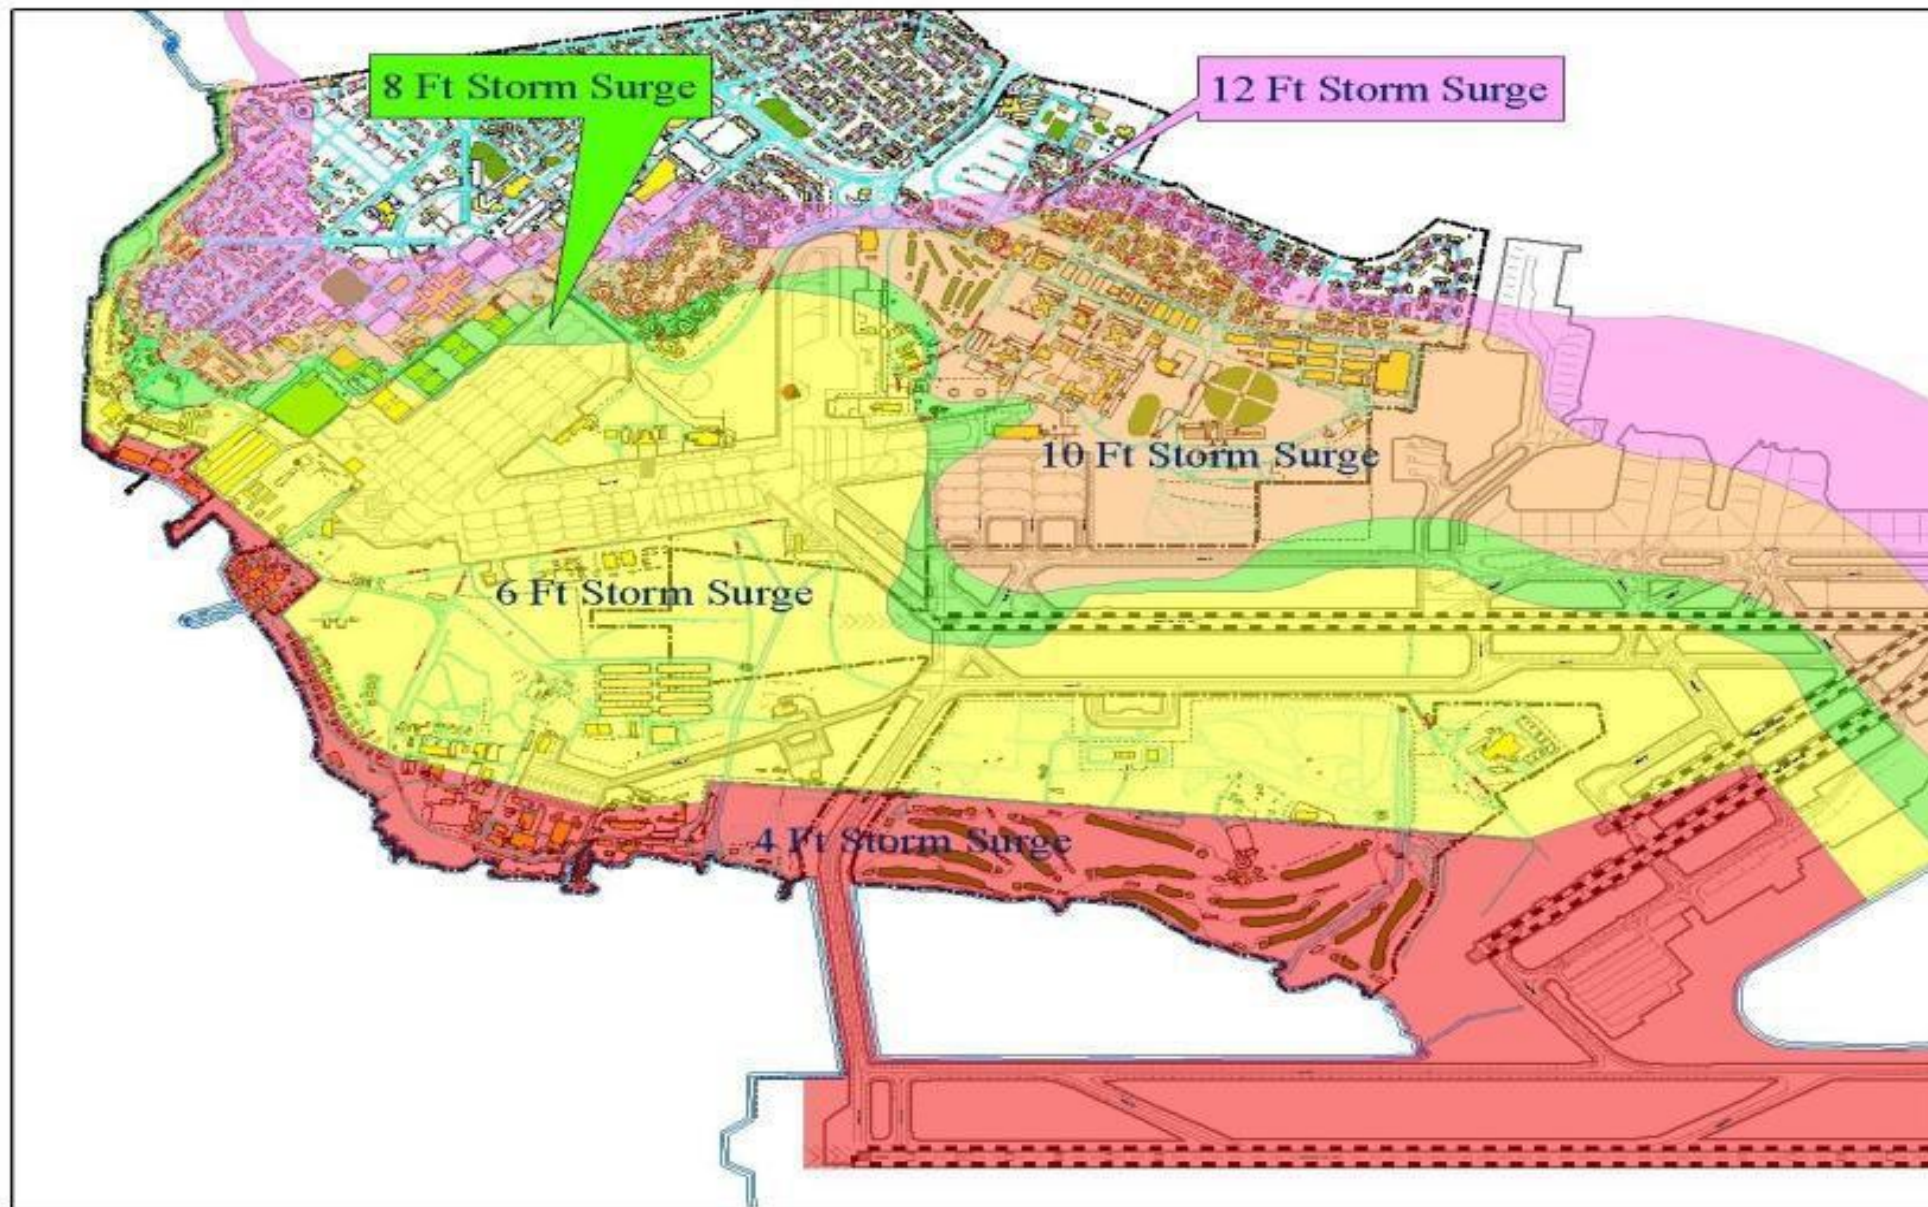 8 Ft Storm Surge
12 Ft Storm Surge
10 Ft Storm Surge
6 Ft Storm Surge
4 Ft Storm Surge